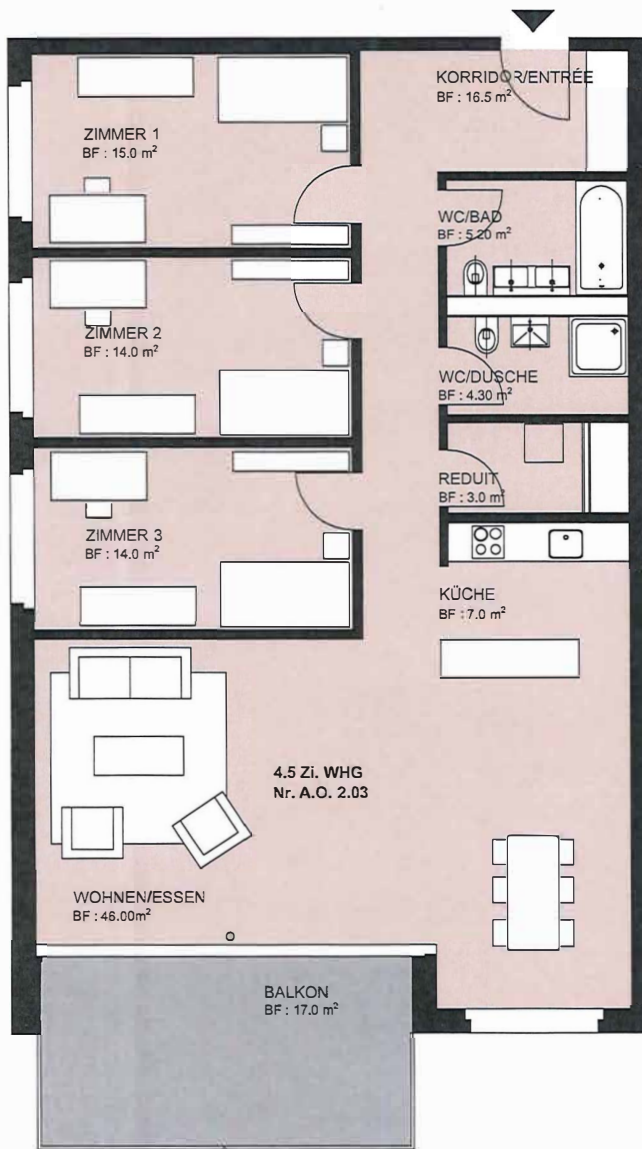 KORRIDOR/ENTRÉE
BF : 16.5 m²
ZIMMER 1
BF : 15.0 m²
WC/BAD
BF : 5.20 m²
ZIMMER 2
BF : 14.0 m²
WC/DUSCHE
BF : 4.30 m²
REDUIT
BF : 3.0 m²
ZIMMER 3
BF : 14.0 m²
KÜCHE
BF : 7.0 m²
4.5 Zi. WHG
Nr. A.O. 2.03
WOHNEN/ESSEN
BF : 46.00m²
BALKON
BF : 17.0 m²